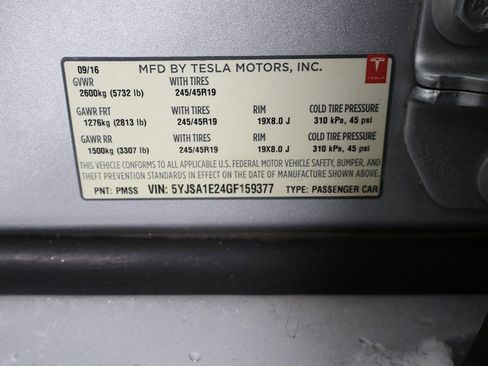 09/16 MFD BY TESLA MOTORS, INC.
GVWR WITH TIRES
2600kg (5732 lb) 245/45R19
GAWR FRT WITH TIRES RIM COLD TIRE PRESSURE
1276kg (2813 lb) 245/45R19 19X8.0 J 310 kPa, 45 psi
GAWR RR WITH TIRES RIM COLD TIRE PRESSURE
1500kg (3307 lb) 245/45R19 19X8.0 J 310 kPa, 45 psi
THIS VEHICLE CONFORMS TO ALL APPLICABLE U.S. FEDERAL MOTOR VEHICLE SAFETY, BUMPER, AND
THEFT PREVENTION STANDARDS IN EFFECT ON THE DATE OF MANUFACTURE SHOWN ABOVE.
PNT: PMSS VIN: 5YJSA1E24GF159377 TYPE: PASSENGER CAR
TESLA